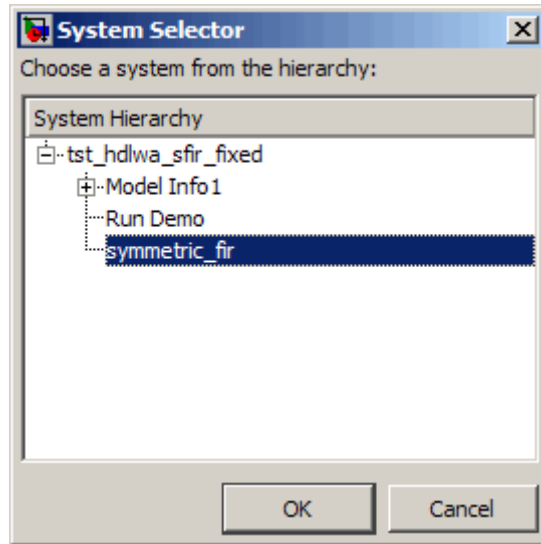 System Selector
Choose a system from the hierarchy:
System Hierarchy
tst_hdlwa_sfir_fixed
Model Info1
Run Demo
symmetric_fir
OK
Cancel